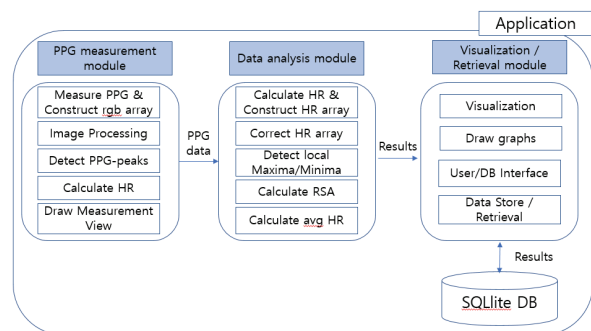 Application
PPG measurement
module
Measure PPG &
Construct rgb array
Image Processing
Detect PPG-peaks
Calculate HR
Draw Measurement
View
PPG
data
Data analysis module
Calculate HR &
Construct HR array
Correct HR array
Detect local
Maxima/Minima
Calculate RSA
Calculate avg HR
Results
Visualization /
Retrieval module
Visualization
Draw graphs
User/DB Interface
Data Store /
Retrieval
Results
SQLlite DB